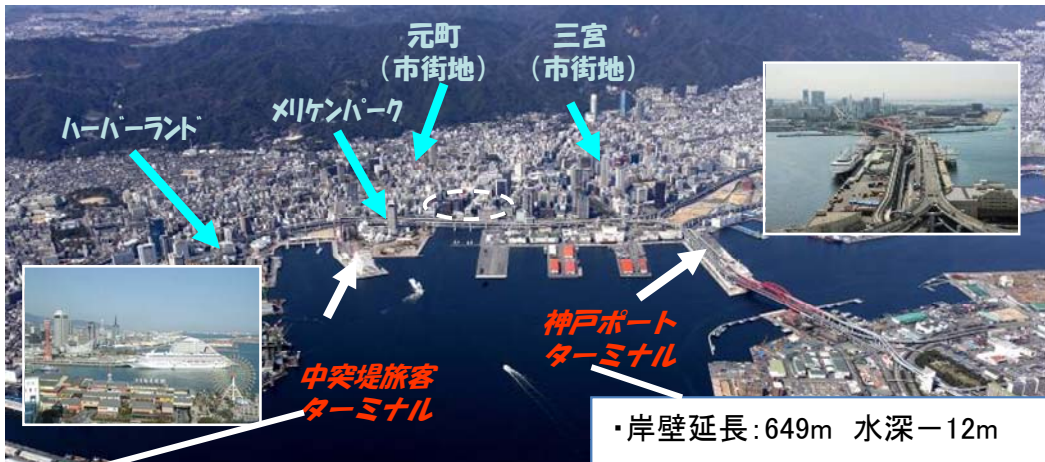 元町
（市街地）
三宮
（市街地）
メリケンパーク
ハーバーランド
神戸ポート
ターミナル
中突堤旅客
ターミナル
・岸壁延長：649m　水深－12m